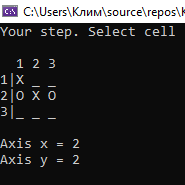 C:\Users\Клим\source\repos\
Your step. Select cell
1 2 3
1|X _ _
2|O X O
3|_ _ _
Axis x = 2
Axis y = 2